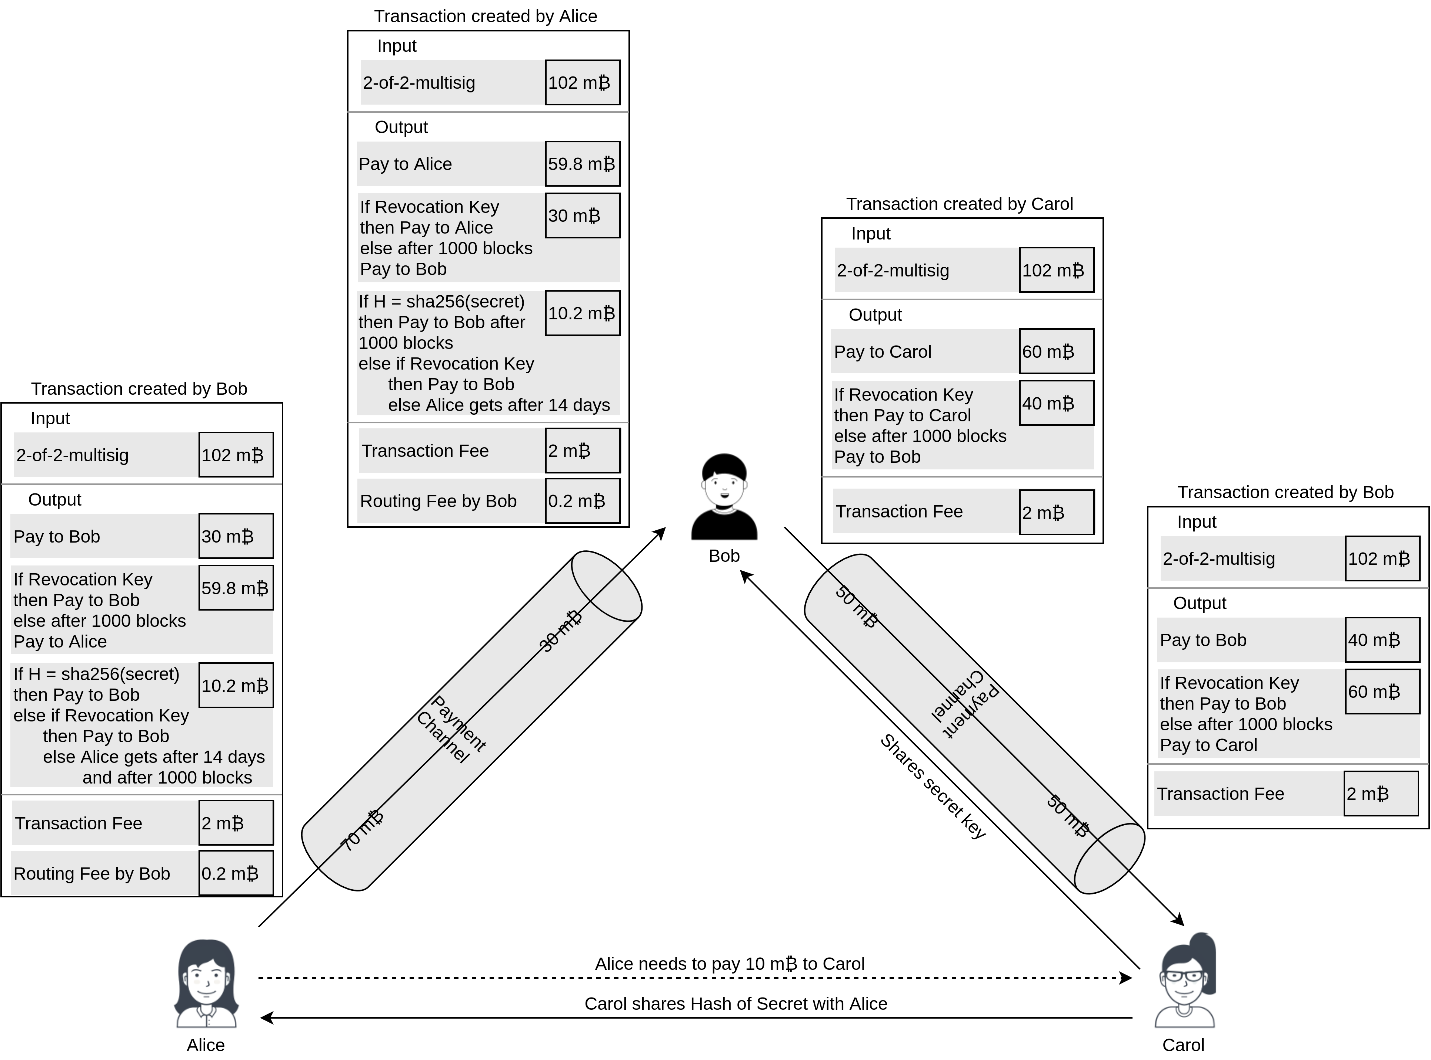 Transaction created by Alice
Input
2-of-2-multisig
102 m₿
Output
Pay to Alice
59.8 m₿
If Revocation Key
then Pay to Alice
else after 1000 blocks
Pay to Bob
30 m₿
If H = sha256(secret)
then Pay to Bob after
1000 blocks
else if Revocation Key
then Pay to Bob
else Alice gets after 14 days
10.2 m₿
Transaction Fee
2 m₿
Routing Fee by Bob
0.2 m₿
Transaction created by Carol
Input
2-of-2-multisig
102 m₿
Output
Pay to Carol
60 m₿
If Revocation Key
then Pay to Carol
else after 1000 blocks
Pay to Bob
40 m₿
Transaction Fee
2 m₿
Transaction created by Bob
Input
2-of-2-multisig
102 m₿
Output
Pay to Bob
30 m₿
If Revocation Key
then Pay to Bob
else after 1000 blocks
Pay to Alice
59.8 m₿
If H = sha256(secret)
then Pay to Bob
else if Revocation Key
then Pay to Bob
else Alice gets after 14 days
and after 1000 blocks
10.2 m₿
Transaction Fee
2 m₿
Routing Fee by Bob
0.2 m₿
Transaction created by Bob
Input
2-of-2-multisig
102 m₿
Output
Pay to Bob
40 m₿
If Revocation Key
then Pay to Bob
else after 1000 blocks
Pay to Carol
60 m₿
Transaction Fee
2 m₿
Bob
30 m₿
Payment
Channel
70 m₿
50 m₿
Payment
Channel
50 m₿
Shares secret key
Alice needs to pay 10 m₿ to Carol
Carol shares Hash of Secret with Alice
Alice
Carol